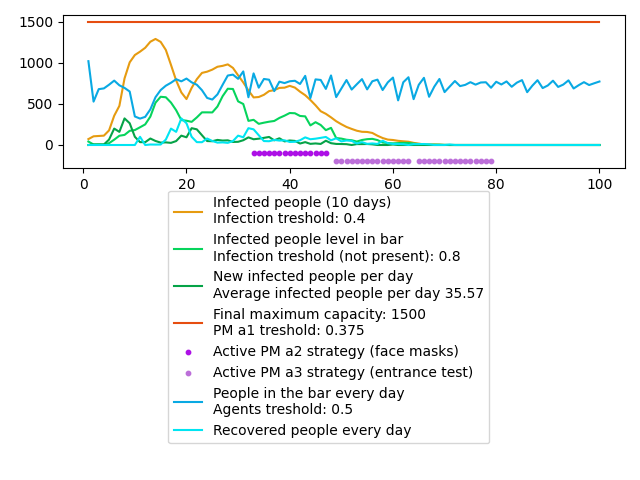 1500
1000
500
0
0
20
40
60
80
100
Infected people (10 days)
Infection treshold: 0.4
Infected people level in bar
Infection treshold (not present): 0.8
New infected people per day
Average infected people per day 35.57
Final maximum capacity: 1500
PM a1 treshold: 0.375
Active PM a2 strategy (face masks)
Active PM a3 strategy (entrance test)
People in the bar every day
Agents treshold: 0.5
Recovered people every day